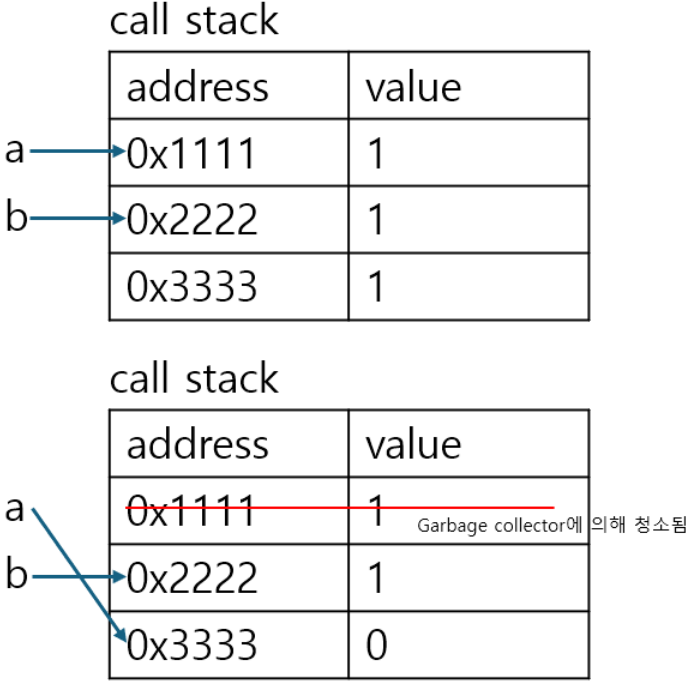 call stack
address value
a 0x1111 1
b 0x2222 1
0x3333 1
call stack
address value
a 0x1111 1 Garbage collector에 의해 청소됨
b 0x2222 1
0x3333 0